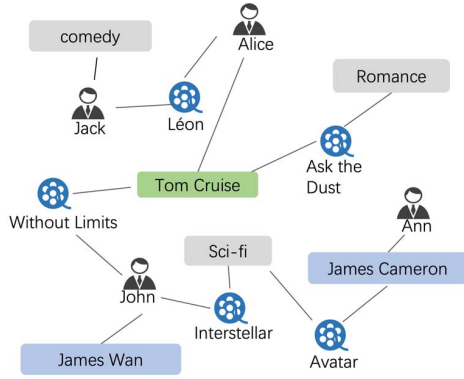 Alice
comedy
Romance
Jack
Léon
Ask the
Dust
Tom Cruise
Without Limits
Ann
Sci-fi
James Cameron
John
Interstellar
James Wan
Avatar